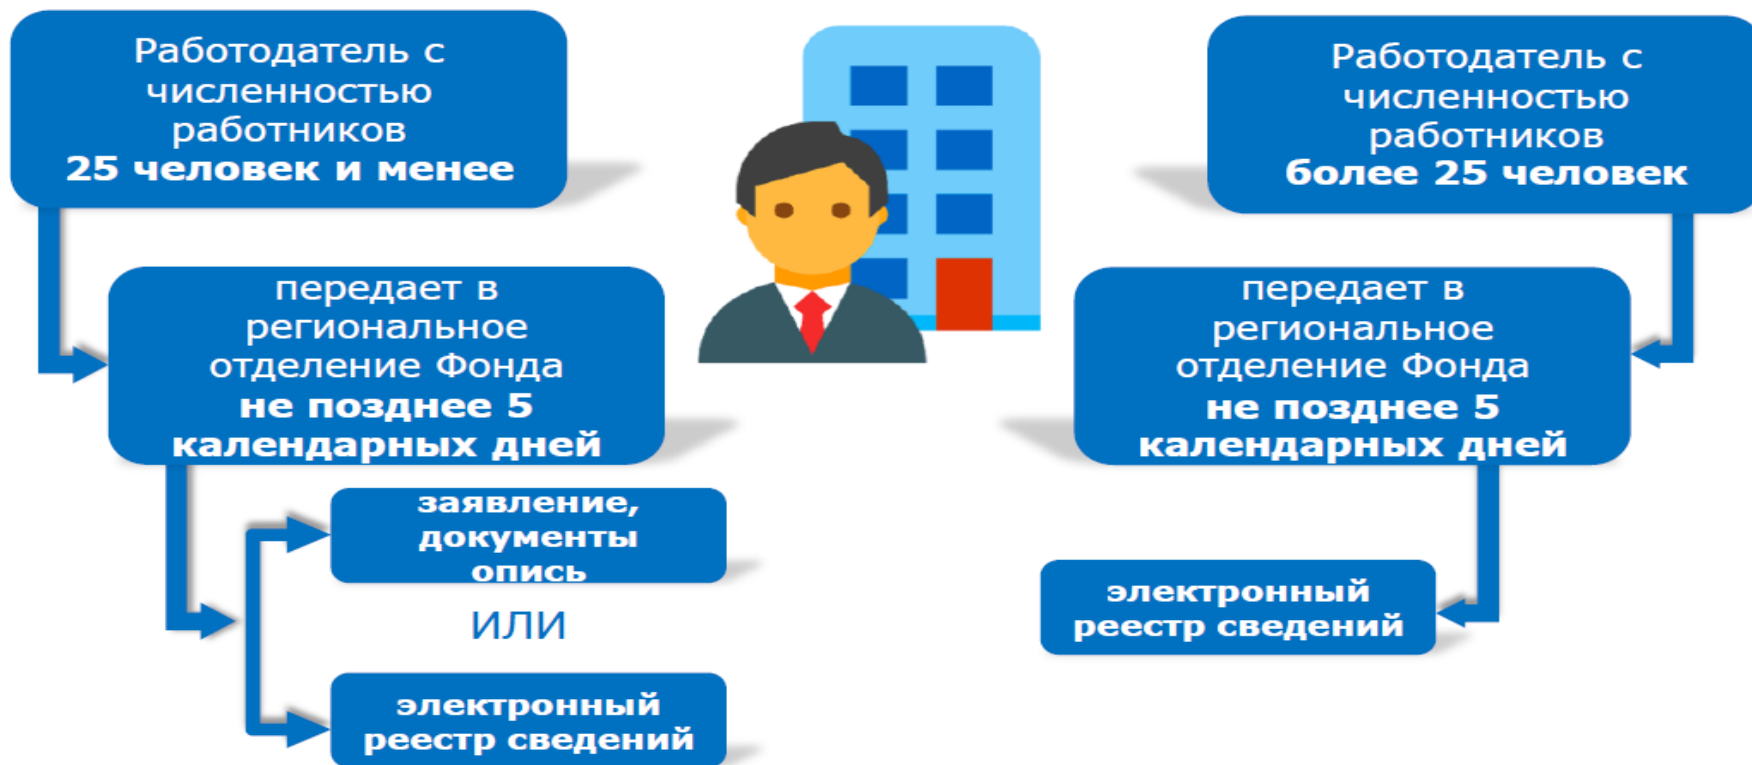 Работодатель с
численностью
работников
25 человек и менее
передает в
региональное
отделение Фонда
не позднее 5
календарных дней
заявление,
документы
опись
ИЛИ
электронный
реестр сведений
Работодатель с
численностью
работников
более 25 человек
передает в
региональное
отделение Фонда
не позднее 5
календарных дней
электронный
реестр сведений